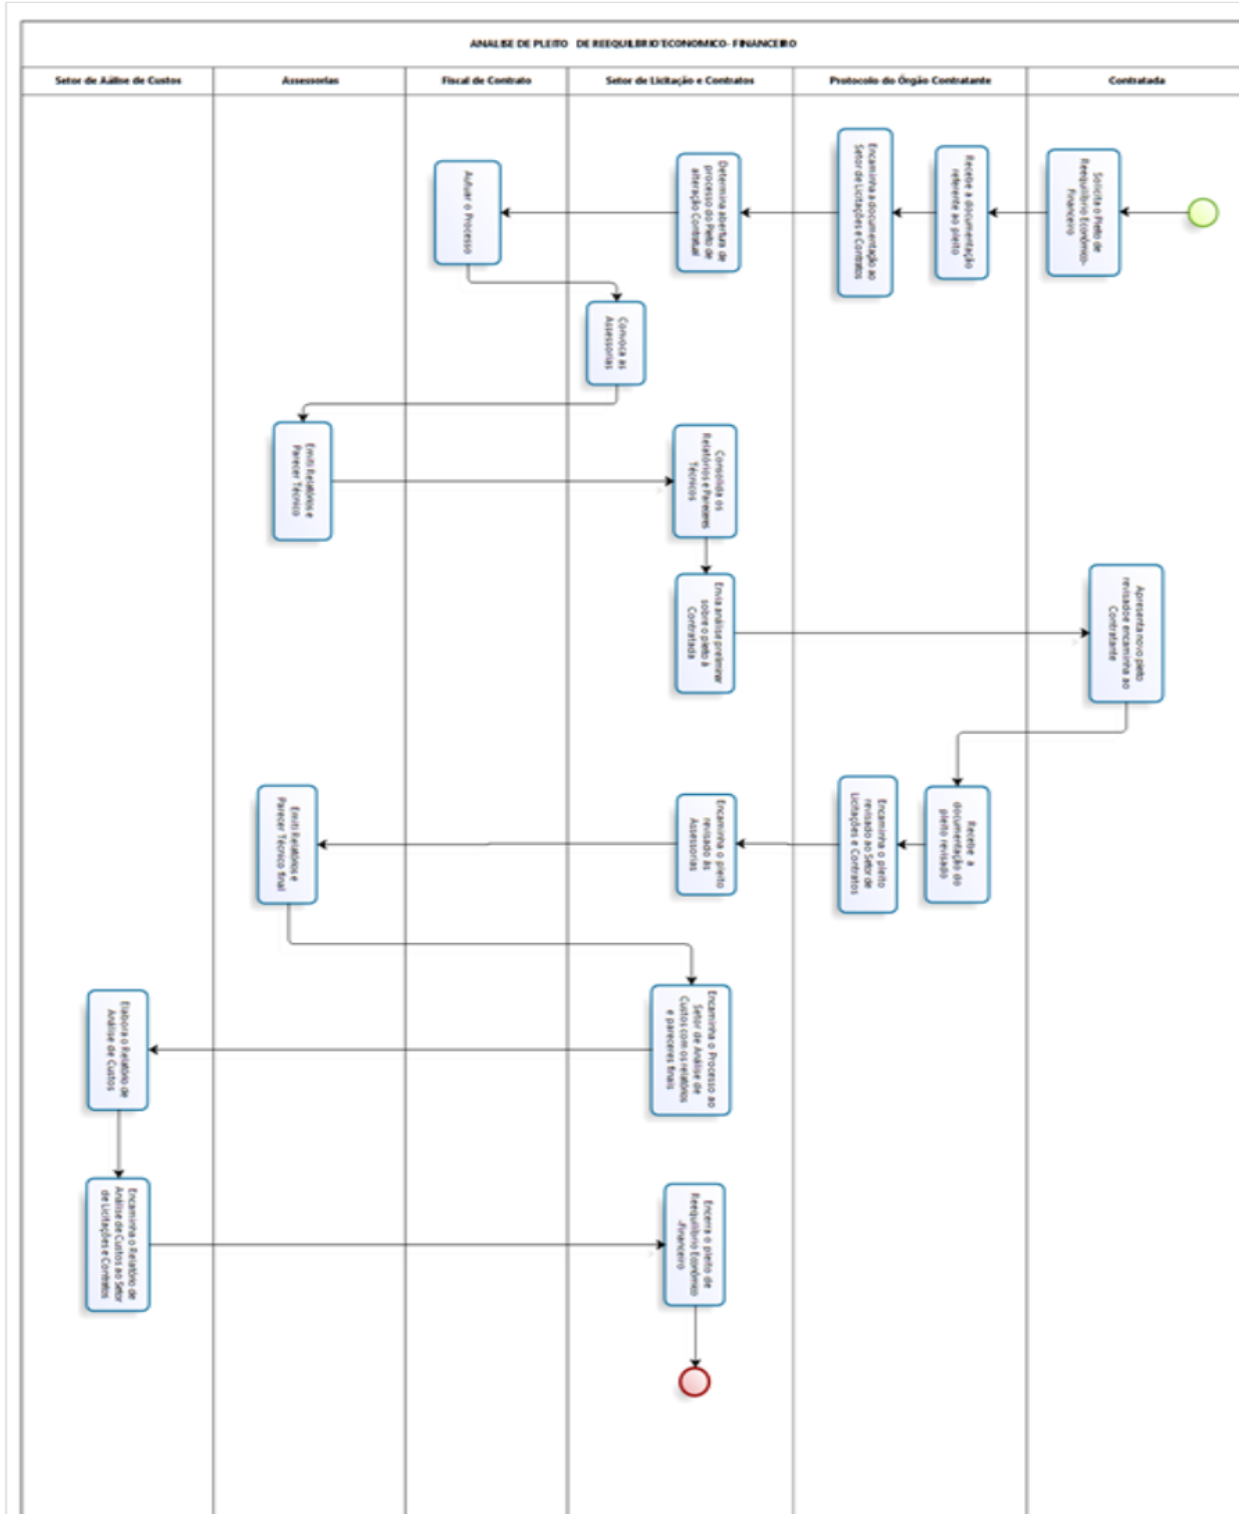 ANALISE DE PLEITO DE REEQUILIBRIO ECONOMICO- FINANCEIRO
Setor de Aálise de Custos
Assessorias
Fiscal de Contrato
Setor de Licitação e Contratos
Protocolo do Órgão Contratante
Contratada
Solicita o Pleito de
Reequilíbrio Econômico-
Financeiro
Recebe a documentação
referente ao pleito
Encaminha a documentação ao
Setor de Licitações e Contratos
Determina abertura de
processo do Pleito de
alteração Contratual
Autuar o Processo
Convoca as
Assessorias
Emiti Relatórios e
Parecer Técnico
Consolida os
Relatórios e Pareceres
Técnicos
Envia análise preliminar
sobre o pleito à
Contratada
Apresenta novo pleito
revisado e encaminha ao
Contratante
Recebe a
documentação do
pleito revisado
Encaminha o pleito
revisado ao Setor de
Licitações e Contratos
Encaminha o pleito
revisado às
Assessorias
Emiti Relatórios e
Parecer Técnico final
Encaminha o Processo ao
Setor de Análise de
Custos com os relatórios
e pareceres finais
Elabora o Relatório de
Análise de Custos
Encaminha o Relatório de
Análise de Custos ao Setor
de Licitações e Contratos
Encerra o pleito de
Reequilíbrio Econômico
-Financeiro